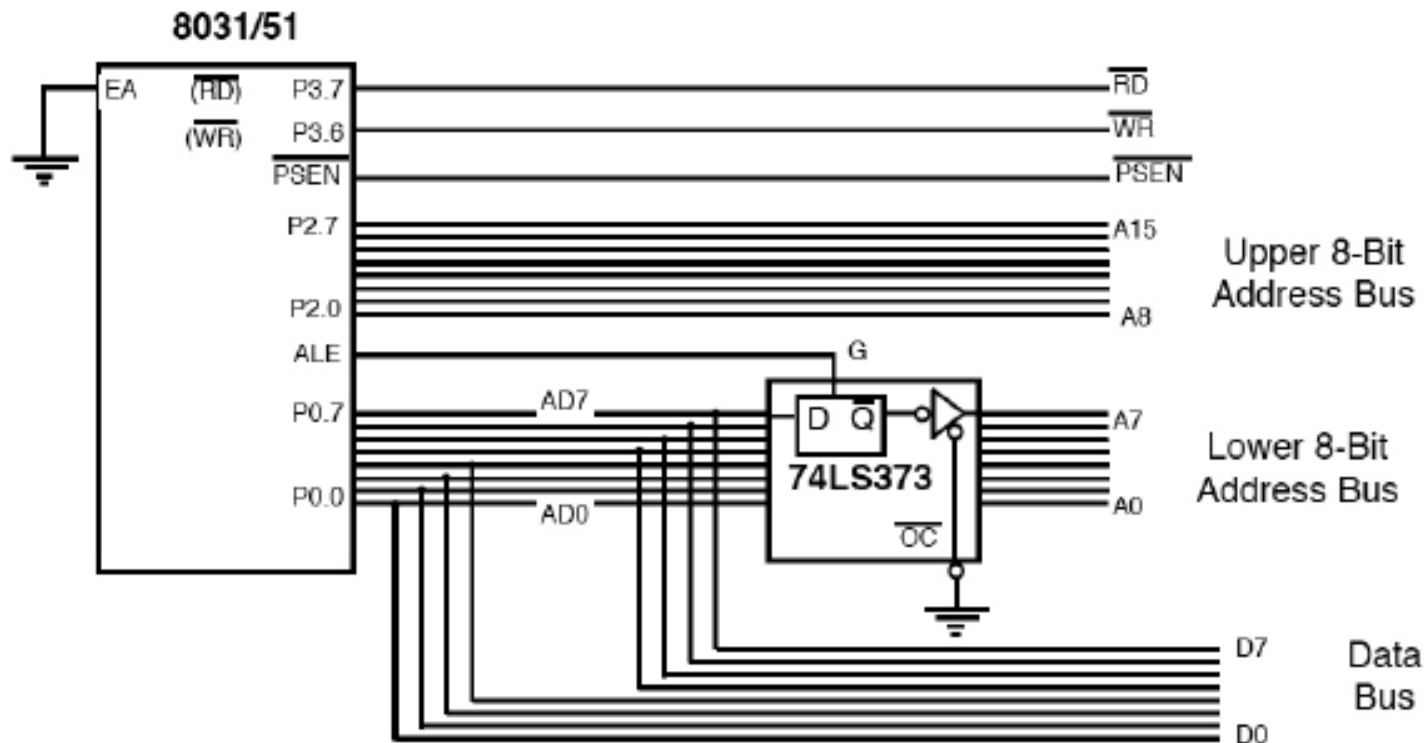 8031/51
EA (RD) P3.7 RD
(WR) P3.6 WR
PSEN PSEN
P2.7 A15
Upper 8-Bit
Address Bus
P2.0 A8
ALE G
P0.7 AD7 D Q A7
74LS373
Lower 8-Bit
Address Bus
P0.0 AD0 A0
OC
D7
Data
Bus
D0